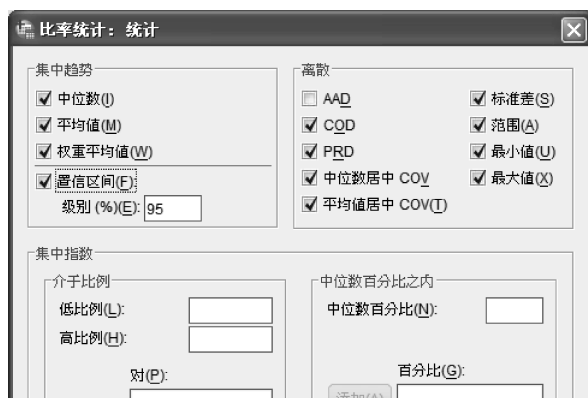 比率统计: 统计
集中趋势
中位数(I)
平均值(M)
权重平均值(W)
置信区间(F):
级别 (%)(E): 95
离散
AAD
COD
PRD
中位数居中 COV
平均值居中 COV(T)
标准差(S)
范围(A)
最小值(U)
最大值(X)
集中指数
介于比例
低比例(L):
高比例(H):
对(P):
中位数百分比之内
中位数百分比(N):
百分比(G):
添加(A)